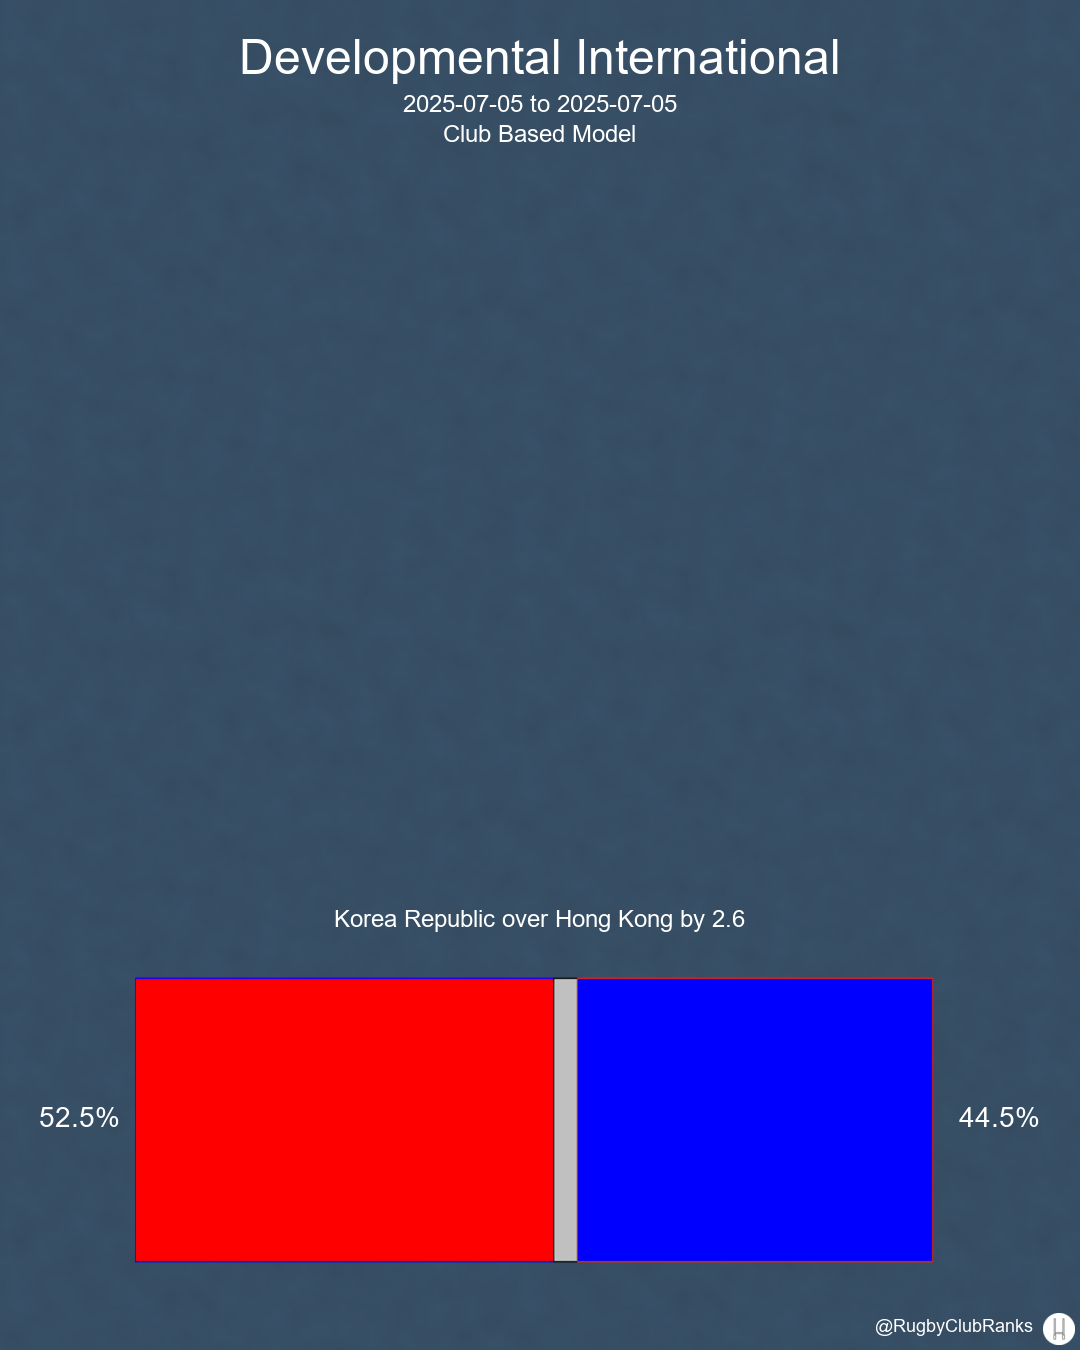 Developmental International
2025-07-05 to 2025-07-05
Club Based Model
Korea Republic over Hong Kong by 2.6
52.5%
44.5%
@RugbyClubRanks